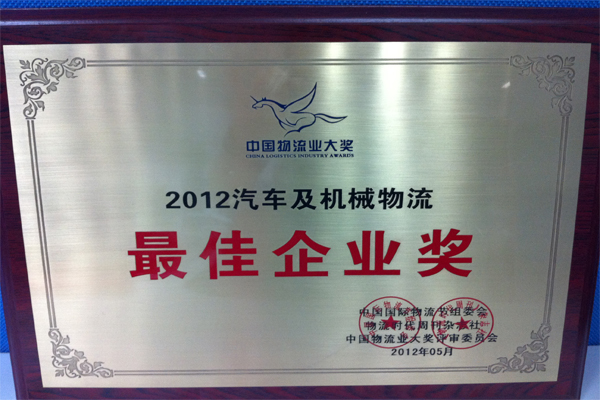 中国物流业大奖
CHINA LOGISTICS INDUSTRY AWARDS
2012汽车及机械物流
最佳企业奖
中国国际物流节组委会
物流时代周刊杂志社
中国物流业大奖评审委员会
2012年05月